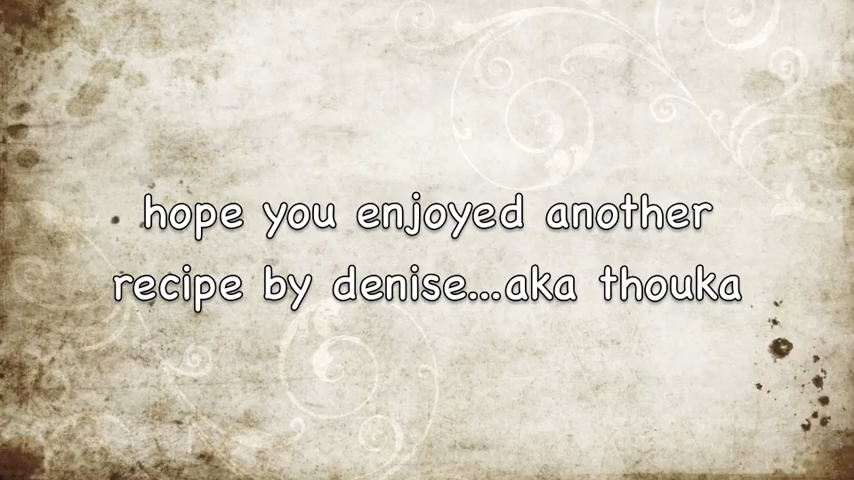 hope you enjoyed another
recipe by denise...aka thouka